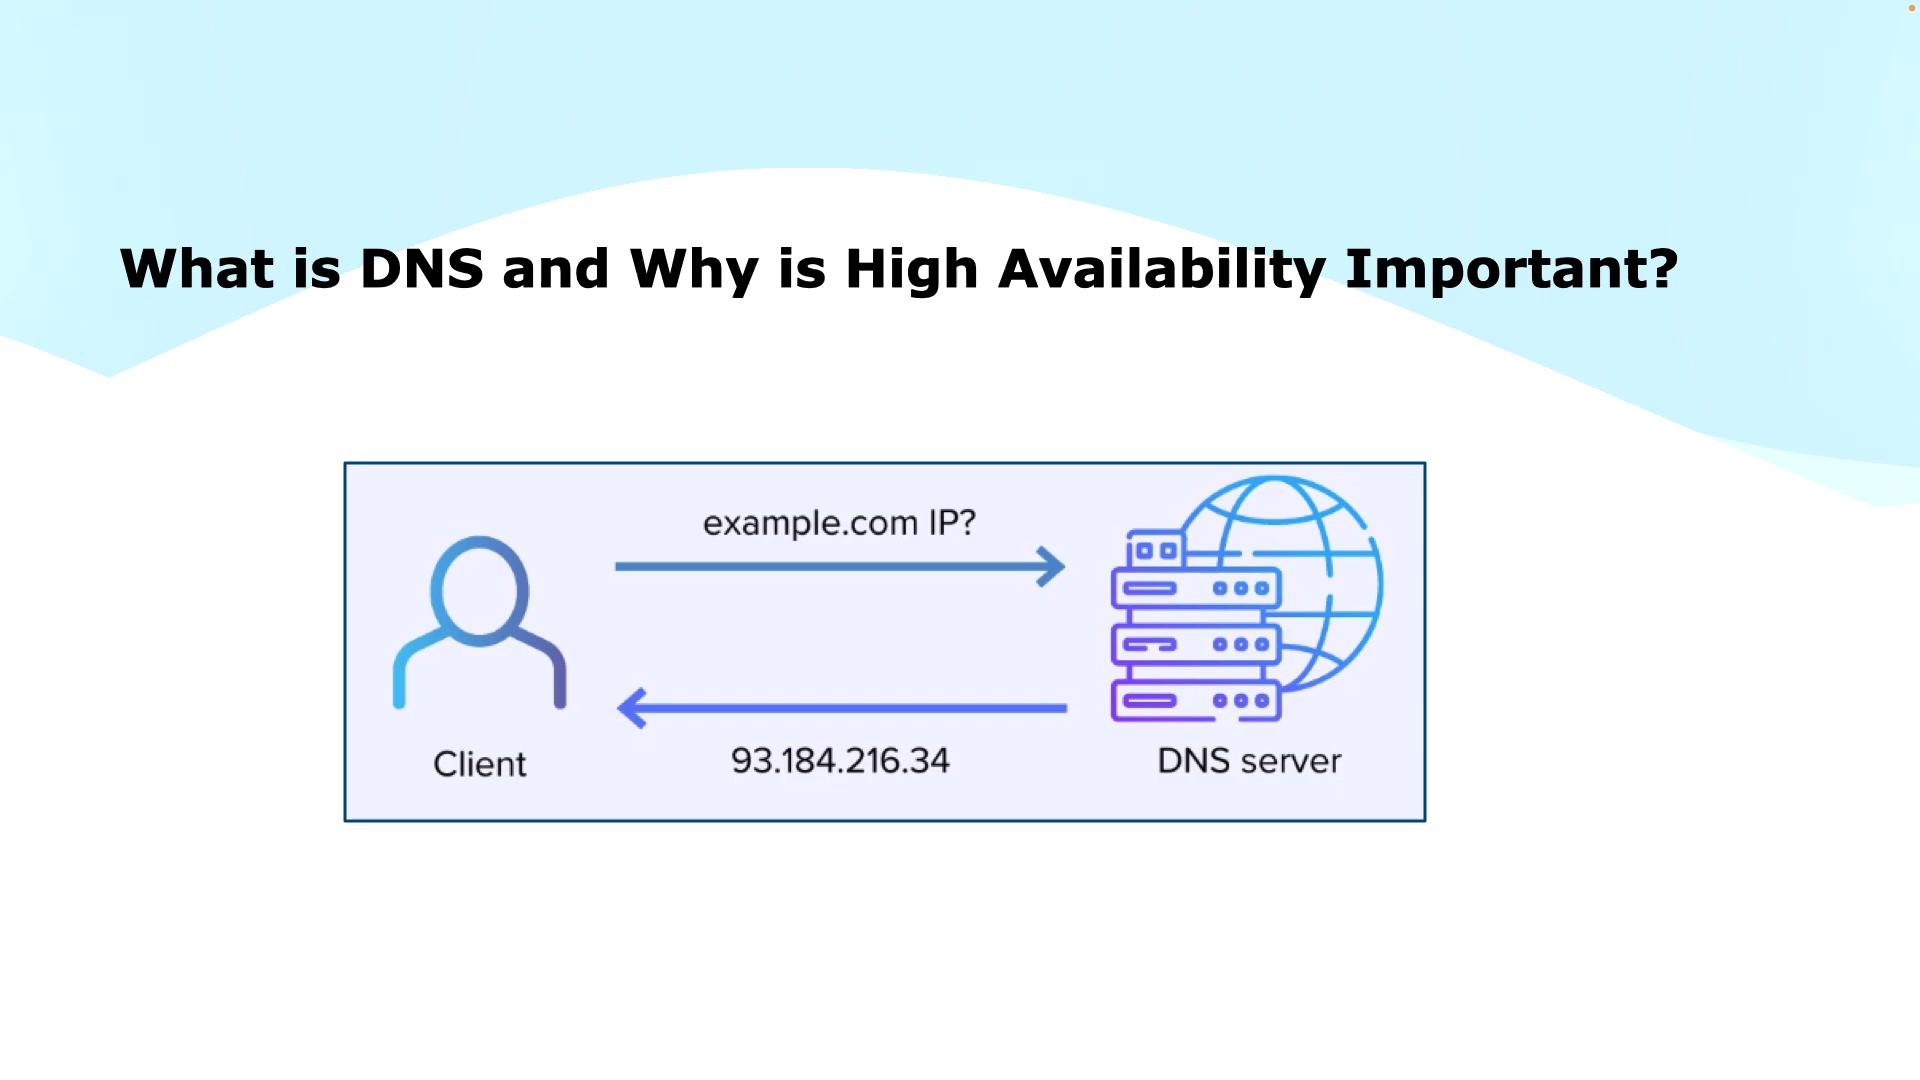 What is DNS and Why is High Availability Important?
example.com IP?
93.184.216.34
Client
DNS server